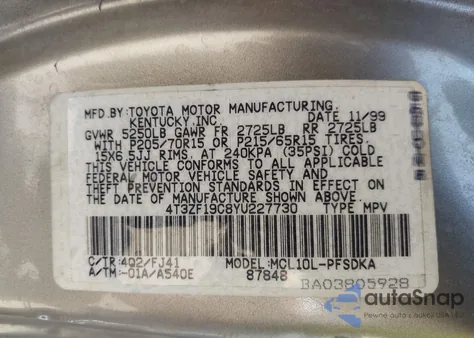 MFD.BY:TOYOTA MOTOR MANUFACTURING,
KENTUCKY,INC. DATE 11/99
GVWR 5250LB GAWR FR 2725LB RR 2725LB
WITH P205/70R15 OR P215/65R15 TIRES,
15X6.5JJ RIMS, AT 240KPA (35PSI) COLD.
THIS VEHICLE CONFORMS TO ALL APPLICABLE
FEDERAL MOTOR VEHICLE SAFETY AND
THEFT PREVENTION STANDARDS IN EFFECT ON
THE DATE OF MANUFACTURE SHOWN ABOVE.
4T3ZF19C8YU227730 TYPE MPV
C/TR:4Q2/FJ41 MODEL:MCL10L-PFSDKA
A/TM:-01A/A540E 87848
BA03805928
autaSnap